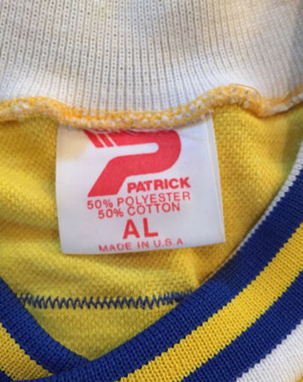 PATRICK
50% POLYESTER
50% COTTON
AL
MADE IN U.S.A